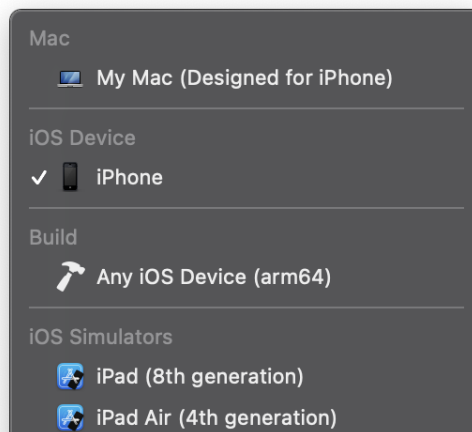 Mac
My Mac (Designed for iPhone)
iOS Device
iPhone
Build
Any iOS Device (arm64)
iOS Simulators
iPad (8th generation)
iPad Air (4th generation)